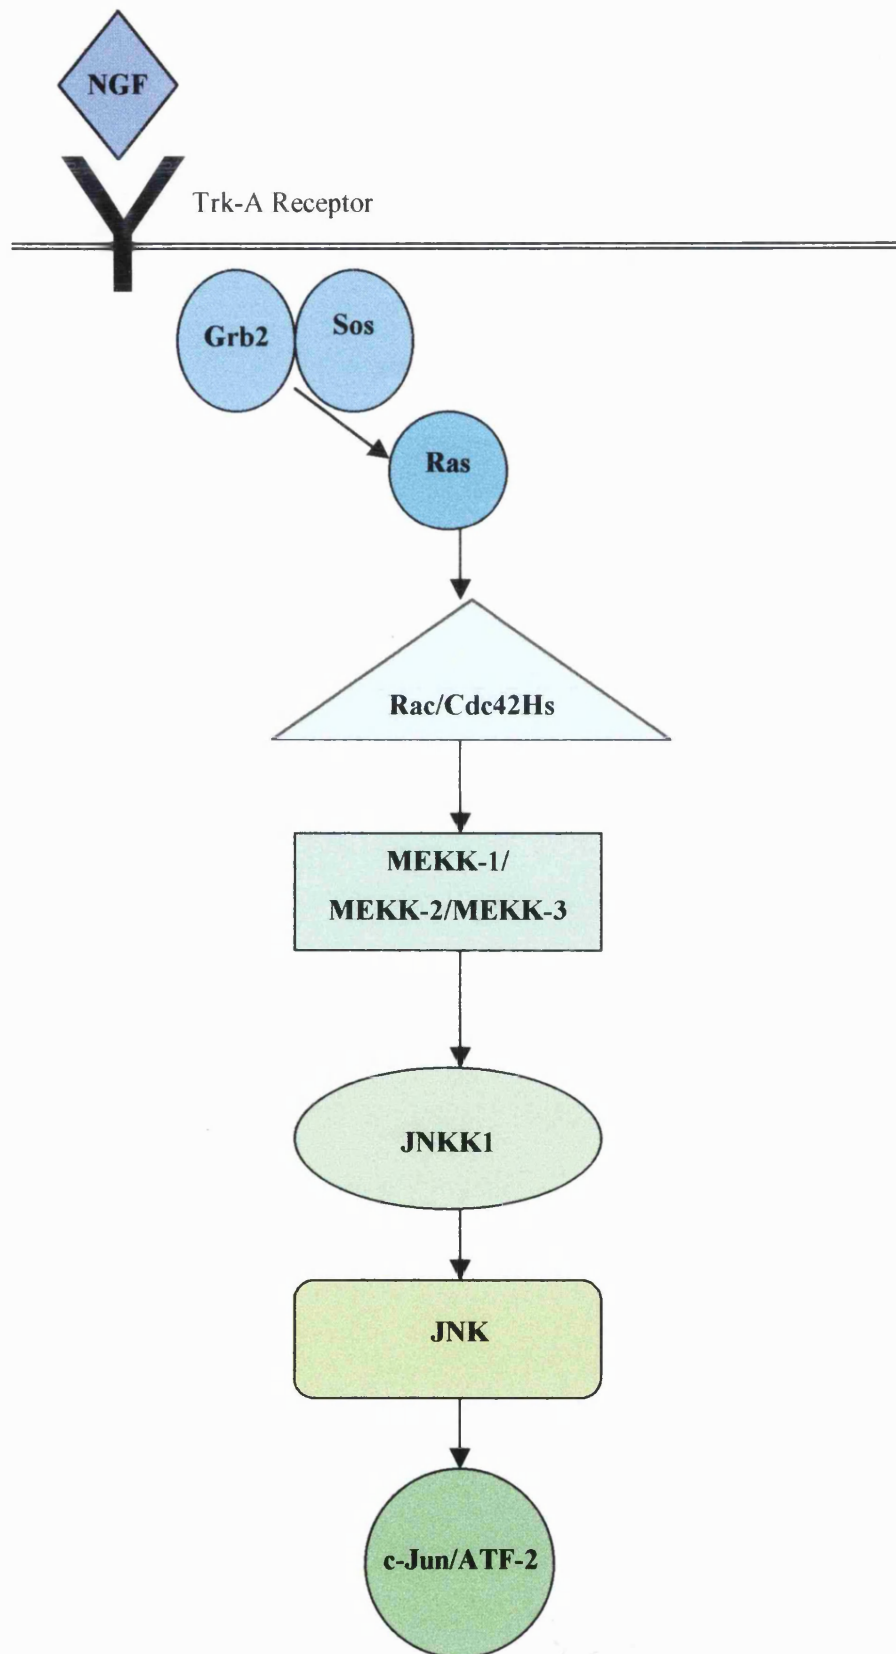 NGF
Trk-A Receptor
Grb2
Sos
Ras
Rac/Cdc42Hs
MEKK-1/
MEKK-2/MEKK-3
JNKK1
JNK
c-Jun/ATF-2